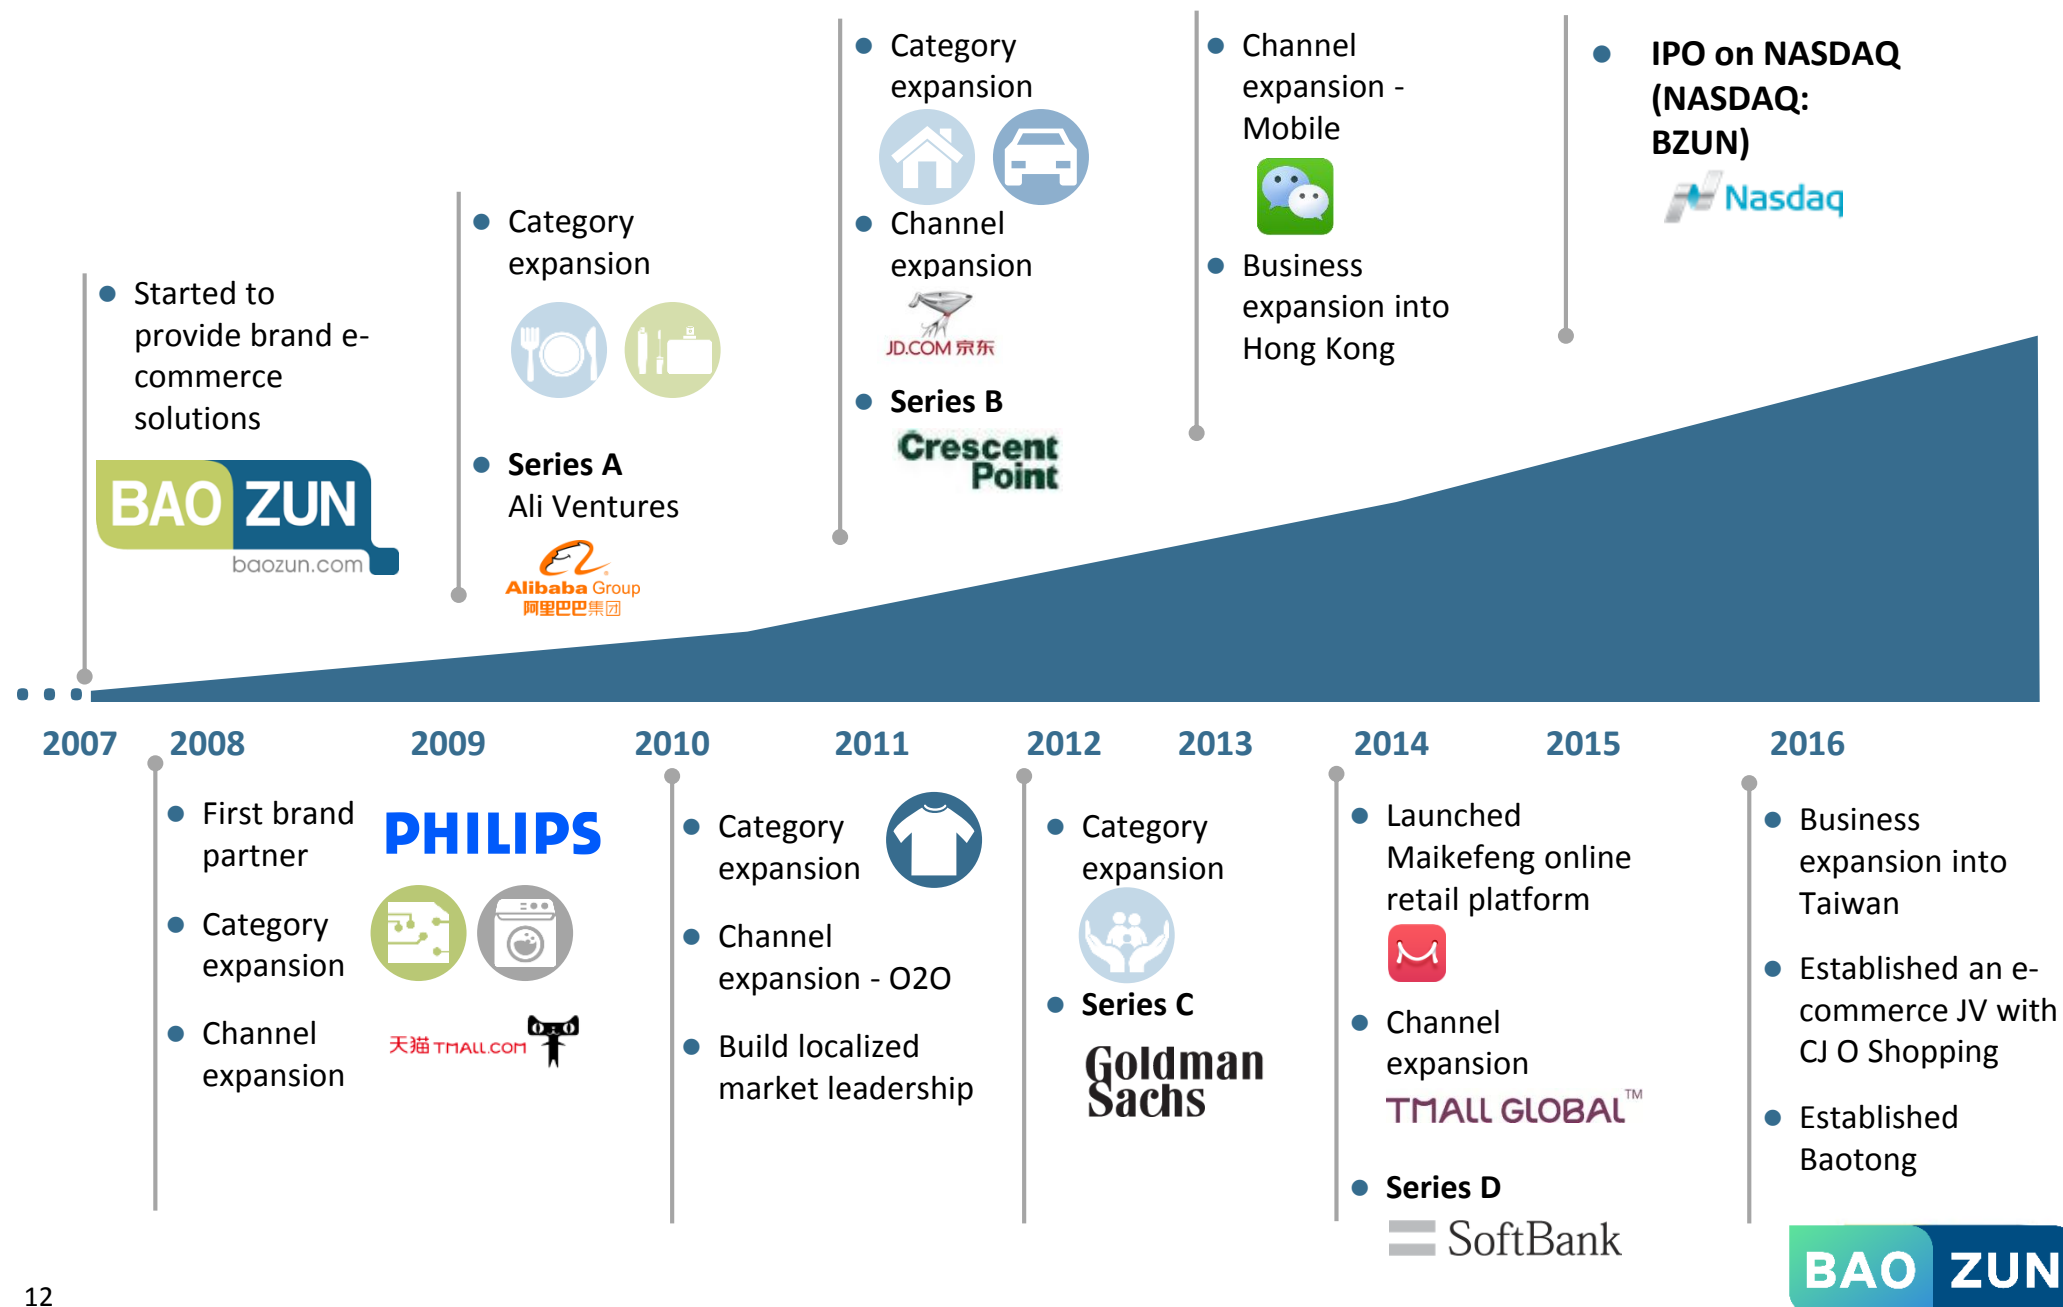 Started to
provide brand e-
commerce
solutions
BAO ZUN
baozun.com
Category
expansion
Series A
Ali Ventures
Alibaba Group
阿里巴巴集团
Category
expansion
Channel
expansion
JD.COM 京东
Series B
Crescent
Point
Channel
expansion -
Mobile
Business
expansion into
Hong Kong
IPO on NASDAQ
(NASDAQ:
BZUN)
Nasdaq
2007 2008 2009 2010 2011 2012 2013 2014 2015 2016
First brand
partner
PHILIPS
Category
expansion
Channel
expansion
天猫 TMALL.COM
Category
expansion
Channel
expansion - O2O
Build localized
market leadership
Category
expansion
Series C
Goldman
Sachs
Launched
Maikefeng online
retail platform
Channel
expansion
TMALL GLOBAL™
Series D
SoftBank
Business
expansion into
Taiwan
Established an e-
commerce JV with
CJ O Shopping
Established
Baotong
BAO ZUN
12